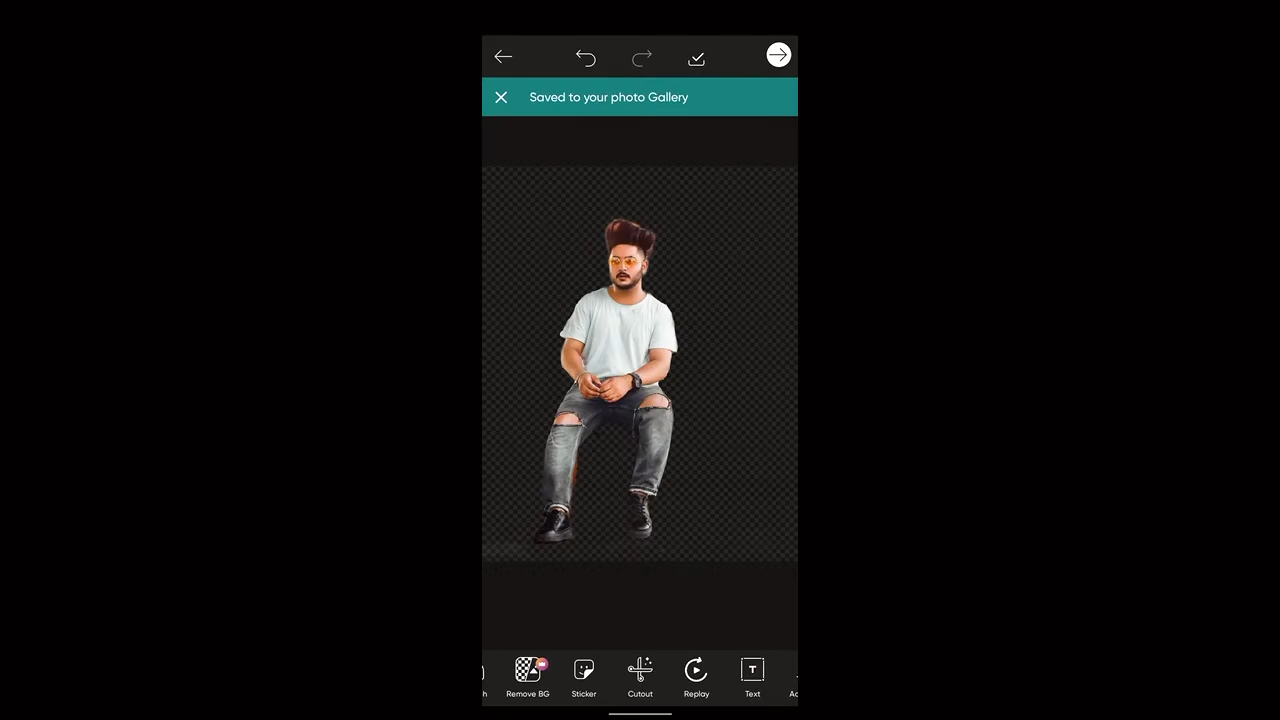 Saved to your photo Gallery
Remove BG
Sticker
Cutout
Replay
Text